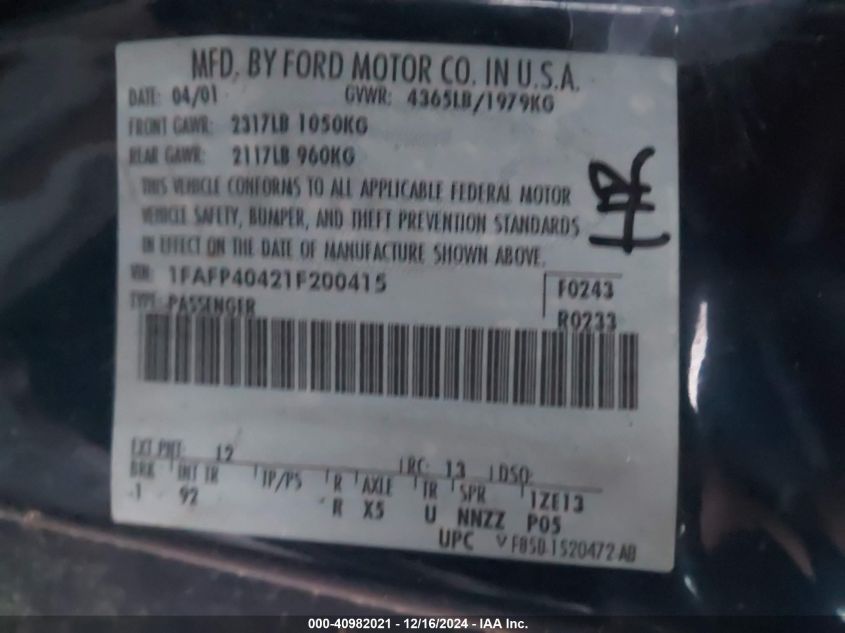 MFD. BY FORD MOTOR CO. IN U.S.A.
DATE: 04/01 GVWR: 4365LB/1979KG
FRONT GAWR: 2317LB 1050KG
REAR GAWR: 2117LB 960KG
THIS VEHICLE CONFORMS TO ALL APPLICABLE FEDERAL MOTOR
VEHICLE SAFETY, BUMPER, AND THEFT PREVENTION STANDARDS
IN EFFECT ON THE DATE OF MANUFACTURE SHOWN ABOVE.
VIN: 1FAFP40421F200415
F0243
TYPE: PASSENGER
R0233
EXT PNT: 12 RC: 13 DSO:
BRK INT TR TP/PS R AXLE TR SPR 1ZE13
1 92 R X5 U NNZZ P05
UPC F85B-1520472-AB
000-40982021 - 12/16/2024 - IAA Inc.